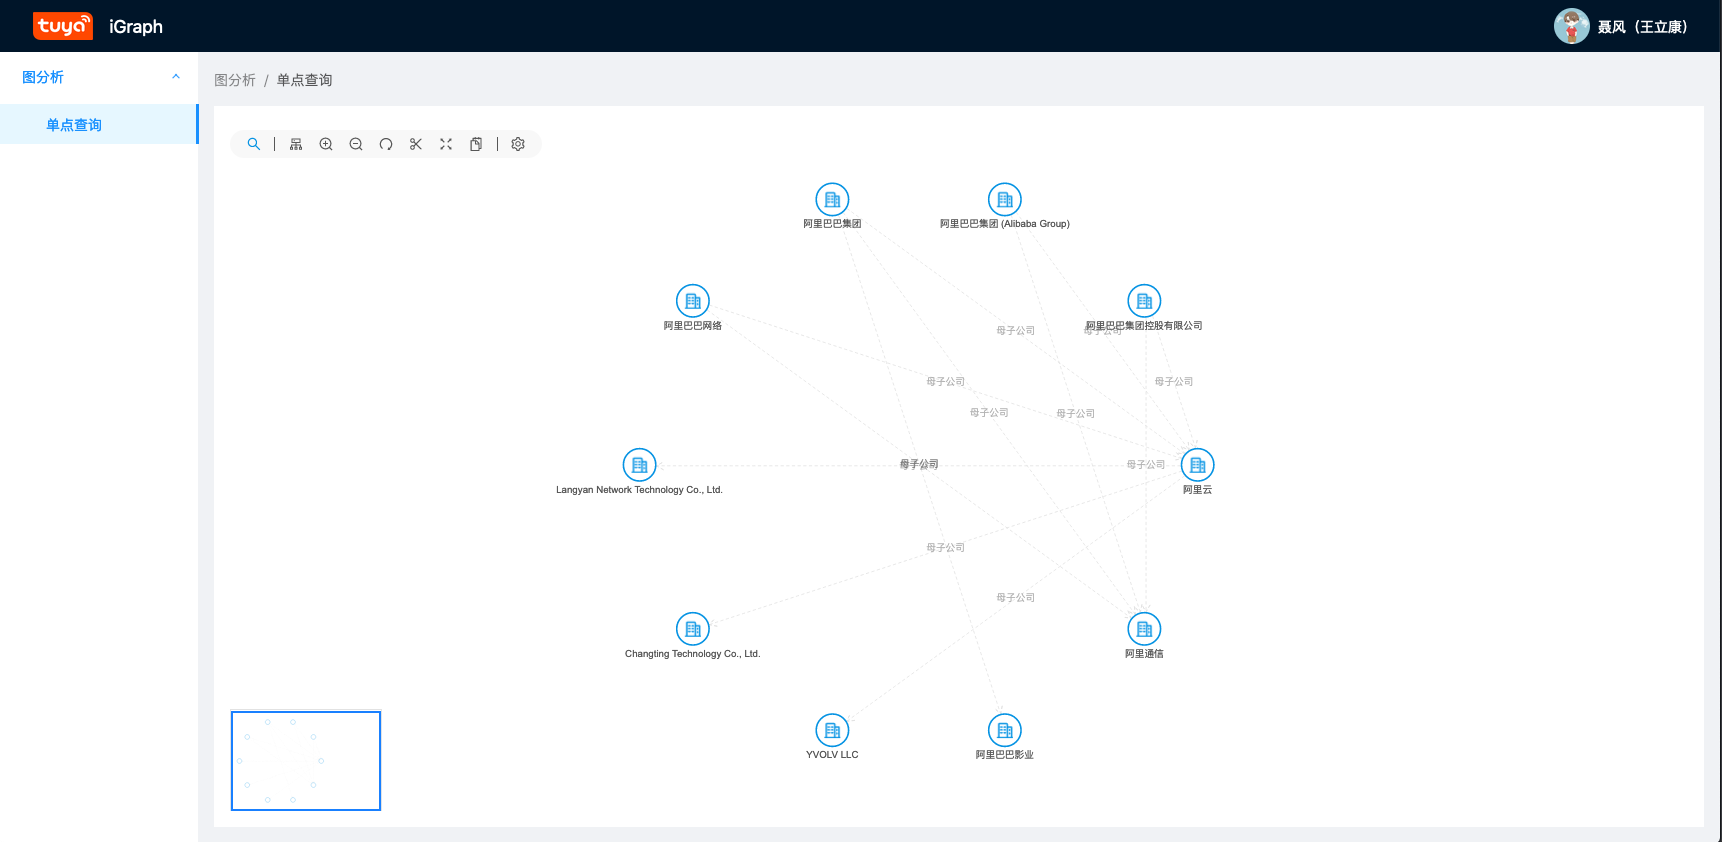 tuya iGraph
聂风（王立康）
图分析
单点查询
图分析 / 单点查询
阿里巴巴集团
阿里巴巴集团 (Alibaba Group)
阿里巴巴网络
阿里巴巴集团控股有限公司
母子公司
母子公司
母子公司
母子公司
母子公司
母子公司
母子公司
母子公司
阿里云
Langyan Network Technology Co., Ltd.
母子公司
母子公司
Changting Technology Co., Ltd.
阿里通信
YVOLV LLC
阿里巴巴影业